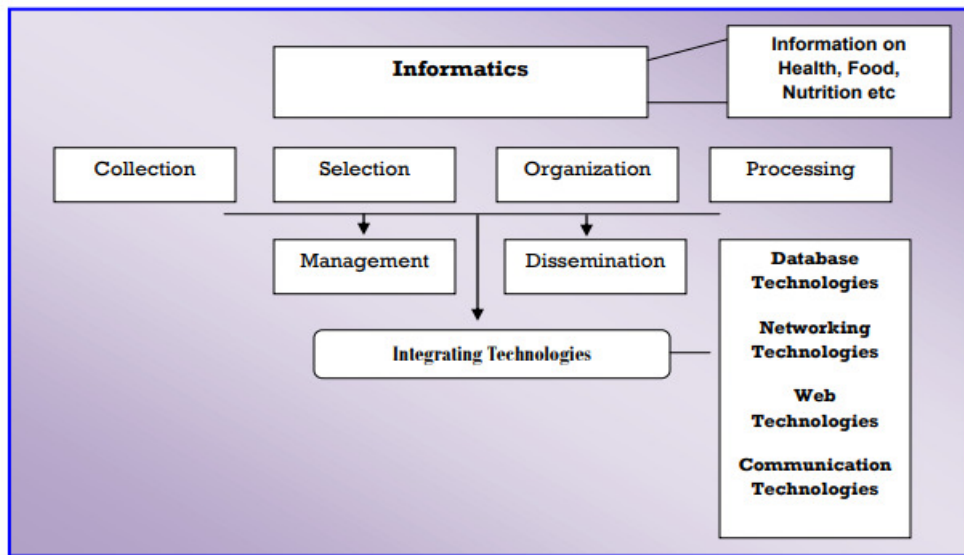 Informatics
Information on
Health, Food,
Nutrition etc
Collection
Selection
Organization
Processing
Management
Dissemination
Integrating Technologies
Database
Technologies
Networking
Technologies
Web
Technologies
Communication
Technologies